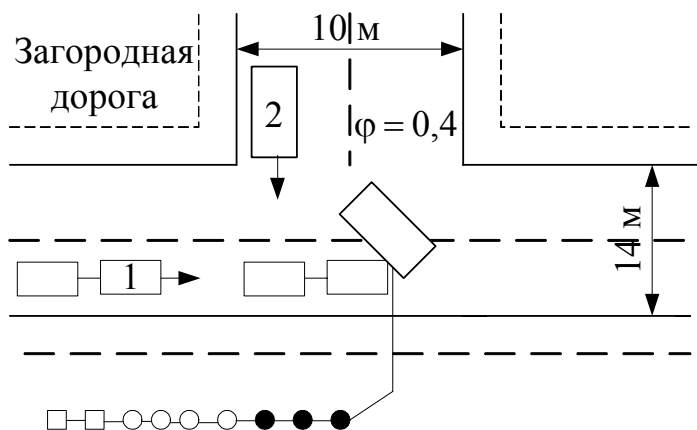 10 м
Загородная
дорога
2
φ = 0,4
14 м
1